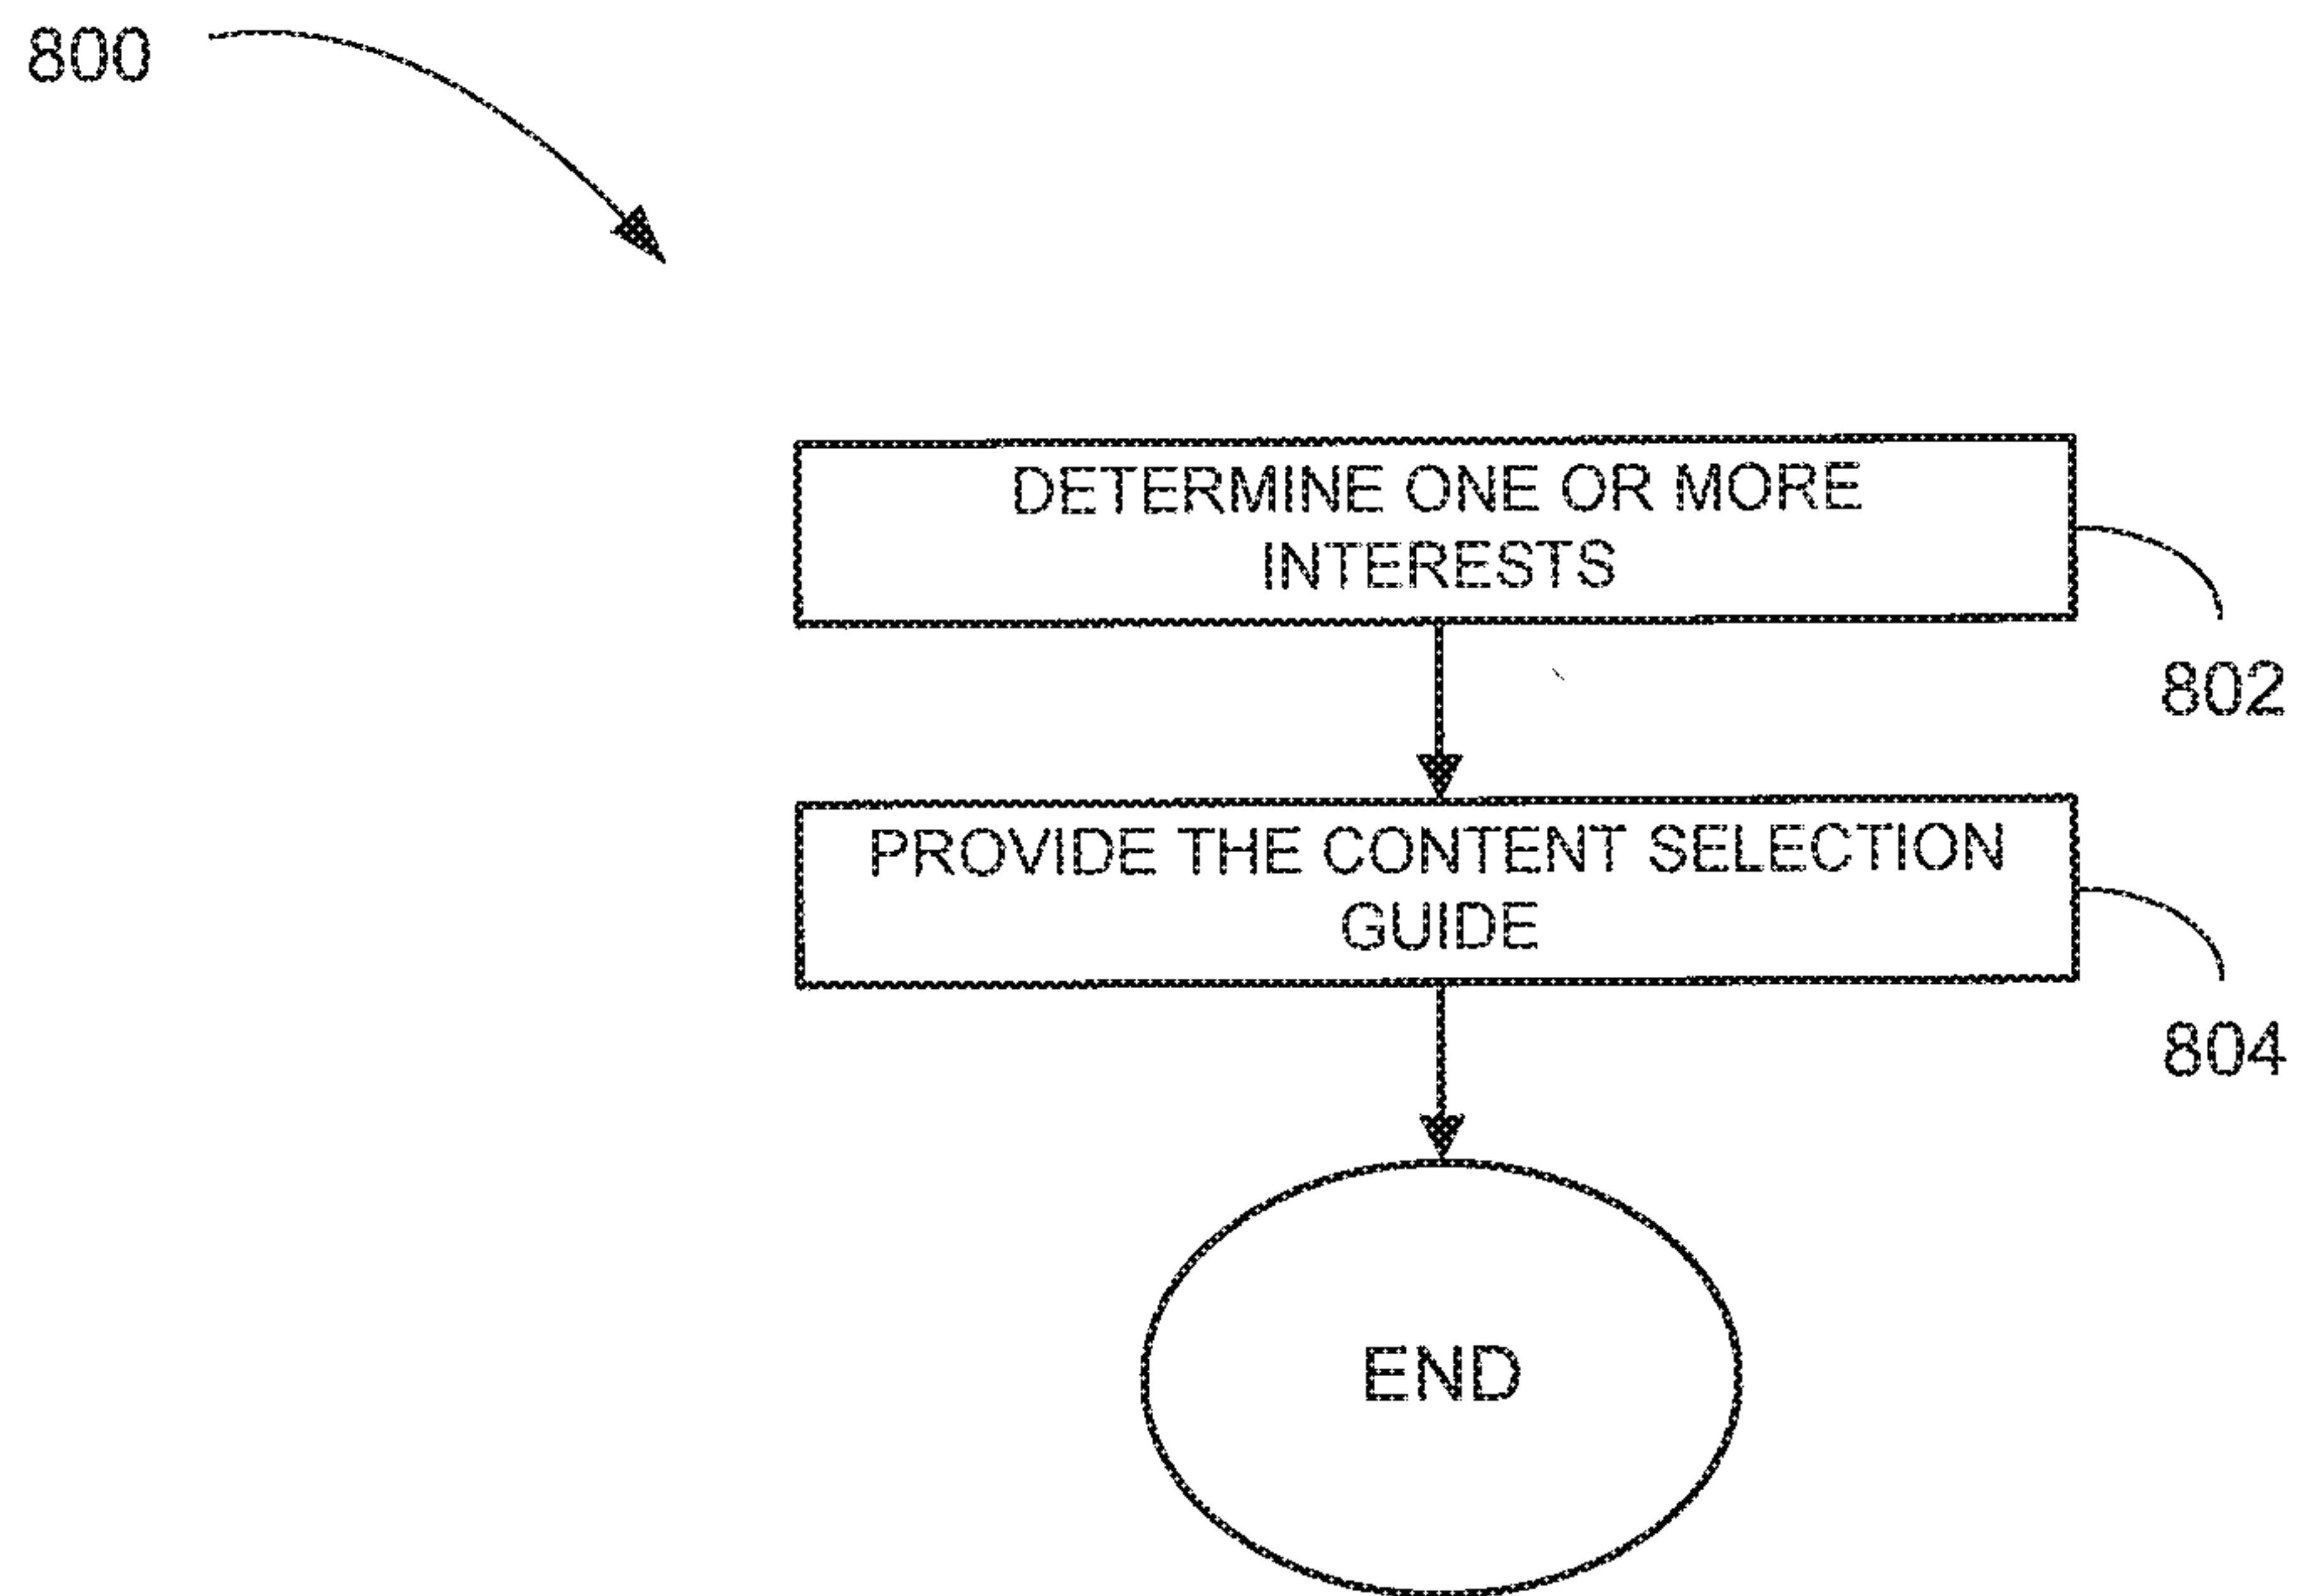 800
DETERMINE ONE OR MORE
INTERESTS
802
PROVIDE THE CONTENT SELECTION
GUIDE
804
END